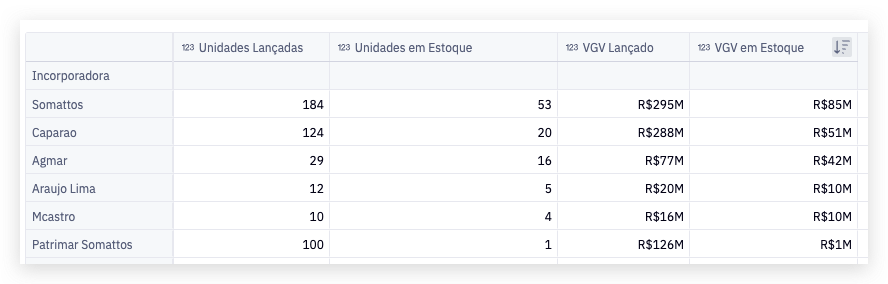 123 Unidades Lançadas 123 Unidades em Estoque 123 VGV Lançado 123 VGV em Estoque
Incorporadora
Somattos 184 53 R$295M R$85M
Caparao 124 20 R$288M R$51M
Agmar 29 16 R$77M R$42M
Araujo Lima 12 5 R$20M R$10M
Mcastro 10 4 R$16M R$10M
Patrimar Somattos 100 1 R$126M R$1M